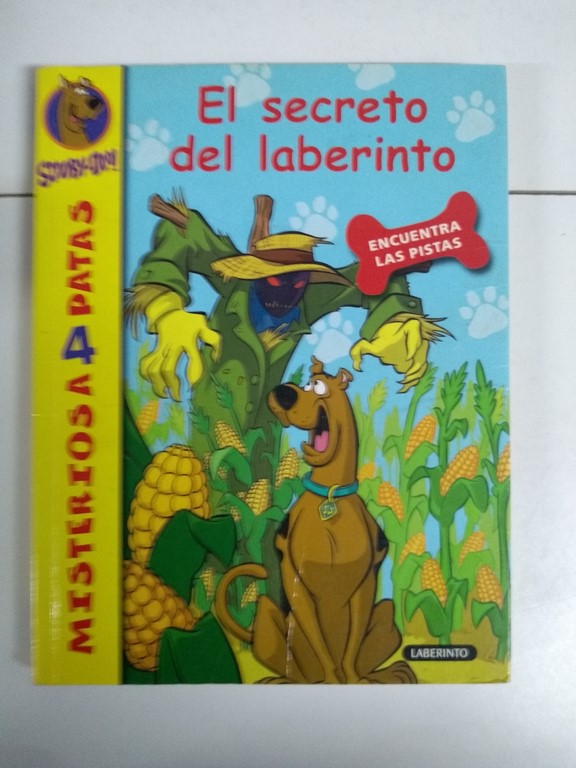 SCOOBY-DOO!
El secreto
del laberinto
ENCUENTRA
LAS PISTAS
MISTERIOS A 4 PATAS
LABERINTO